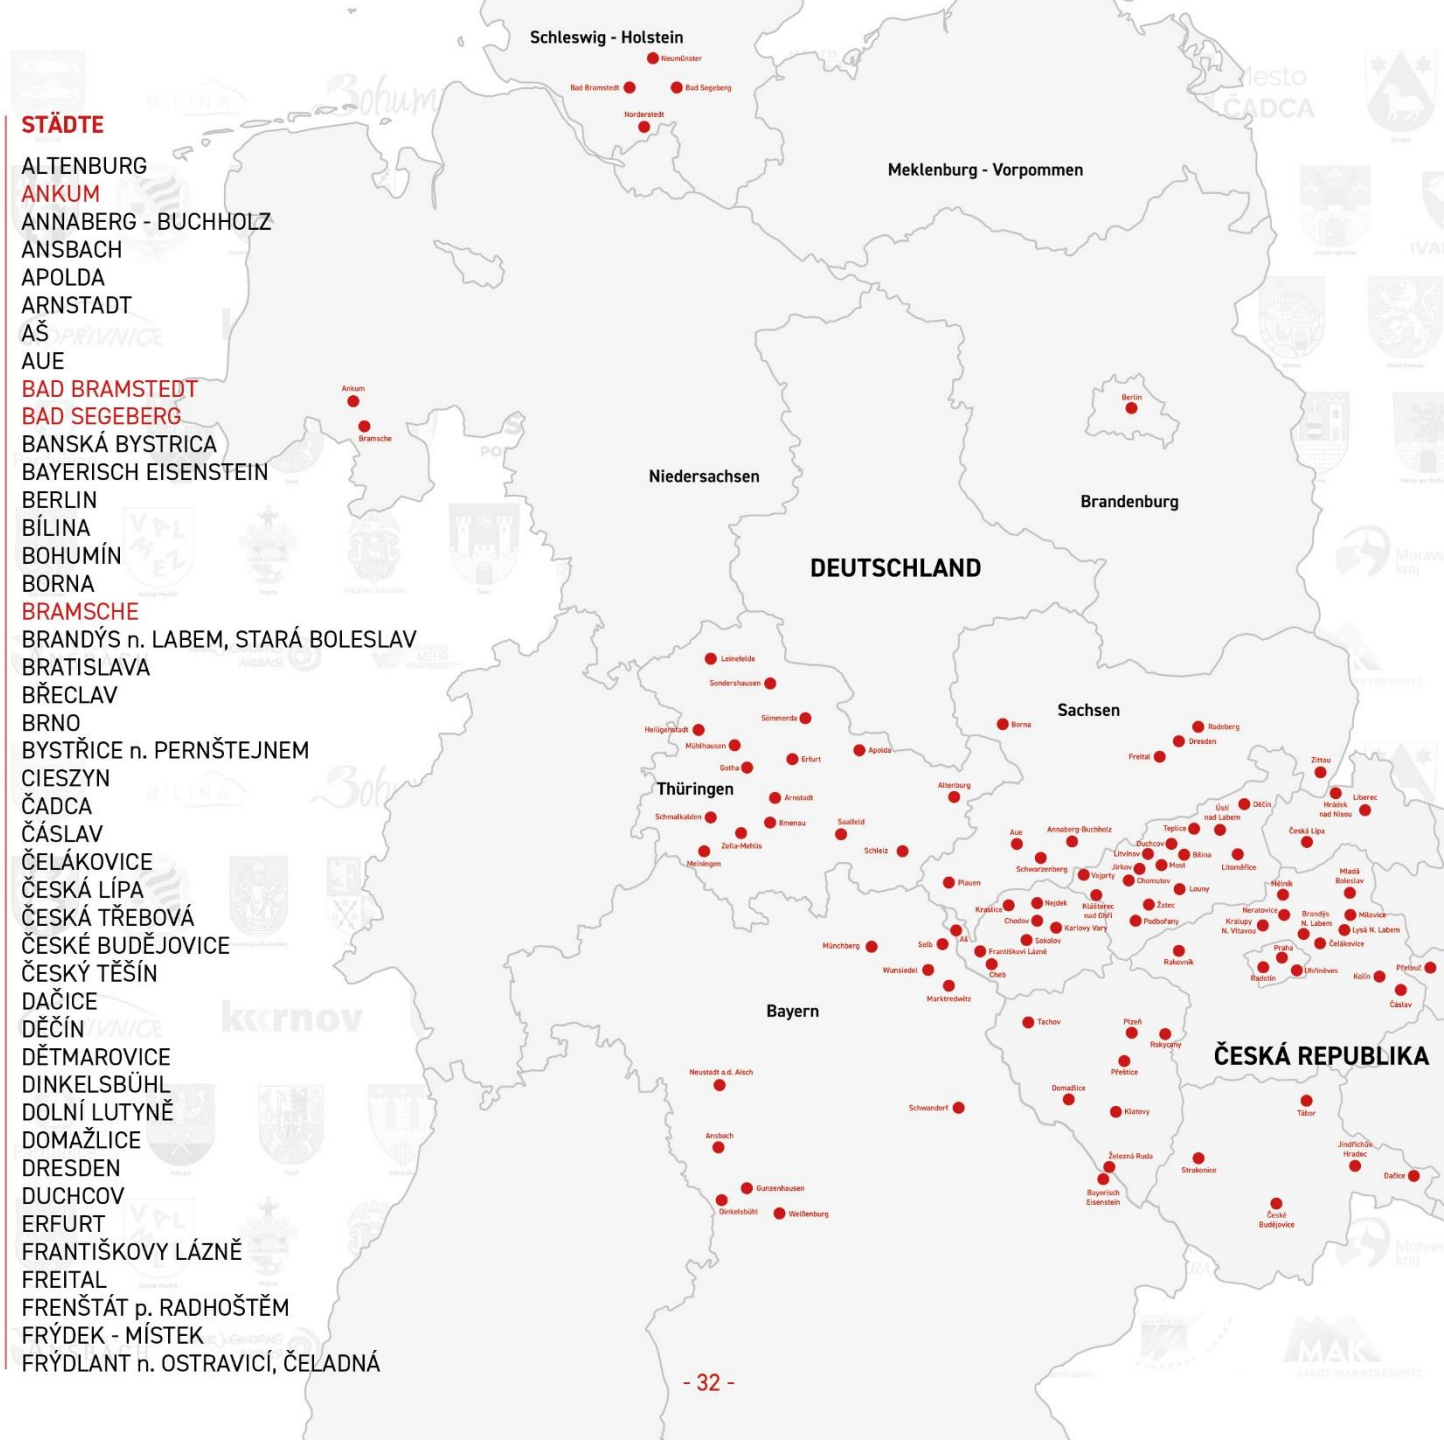 STÄDTE
ALTENBURG
ANKUM
ANNABERG - BUCHHOLZ
ANSBACH
APOLDA
ARNSTADT
AŠ
AUE
BAD BRAMSTEDT
BAD SEGEBERG
BANSKÁ BYSTRICA
BAYERISCH EISENSTEIN
BERLIN
BÍLINA
BOHUMÍN
BORNA
BRAMSCHE
BRANDÝS n. LABEM, STARÁ BOLESLAV
BRATISLAVA
BŘECLAV
BRNO
BYSTŘICE n. PERNŠTEJNEM
CIESZYN
ČADCA
ČÁSLAV
ČELÁKOVICE
ČESKÁ LÍPA
ČESKÁ TŘEBOVÁ
ČESKÉ BUDĚJOVICE
ČESKÝ TĚŠÍN
DAČICE
DĚČÍN
DĚTMAROVICE
DINKELSBÜHL
DOLNÍ LUTYNĚ
DOMAŽLICE
DRESDEN
DUCHCOV
ERFURT
FRANTIŠKOVY LÁZNĚ
FREITAL
FRENŠTÁT p. RADHOŠTĚM
FRÝDEK - MÍSTEK
FRÝDLANT n. OSTRAVICÍ, ČELADNÁ
Schleswig - Holstein
Neumünster
Bad Bramstedt
Bad Segeberg
Norderstedt
Meklenburg - Vorpommen
Ankum
Bramsche
Berlin
Niedersachsen
Brandenburg
DEUTSCHLAND
Leinefelde
Sondershausen
Sömmerda
Heiligenstadt
Mühlhausen
Gotha
Erfurt
Apolda
Thüringen
Arnstadt
Altenburg
Schmalkalden
Ilmenau
Zella-Mehlis
Saalfeld
Meiningen
Schleiz
Sachsen
Borna
Radeberg
Dresden
Freital
Zittau
Hrádek
nad Nisou
Liberec
Česká Lípa
Děčín
Ústí
nad Labem
Teplice
Duchcov
Litvínov
Bílina
Litoměřice
Jirkov
Most
Chomutov
Louny
Aue
Annaberg-Buchholz
Schwarzenberg
Vejprty
Plauen
Klášterec
nad Ohří
Žatec
Podbořany
Kraslice
Nejdek
Chodov
Karlovy Vary
Sokolov
Mělník
Mladá
Boleslav
Neratovice
Kralupy
N. Vltavou
Brandýs
N. Labem
Milovice
Lysá N. Labem
Čelákovice
Praha
Radotín
Uhříněves
Kolín
Přelouč
Čáslav
Rakovník
Münchberg
Selb
Aš
Františkovi Lázně
Cheb
Wunsiedel
Marktredwitz
Bayern
Tachov
Plzeň
Rokycany
Přeštice
ČESKÁ REPUBLIKA
Neustadt a.d. Aisch
Schwandorf
Domažlice
Klatovy
Tábor
Ansbach
Železná Ruda
Bayerisch
Eisenstein
Strakonice
Jindřichův
Hradec
Dačice
Gunzenhausen
Dinkelsbühl
Weißenburg
České
Budějovice
- 32 -